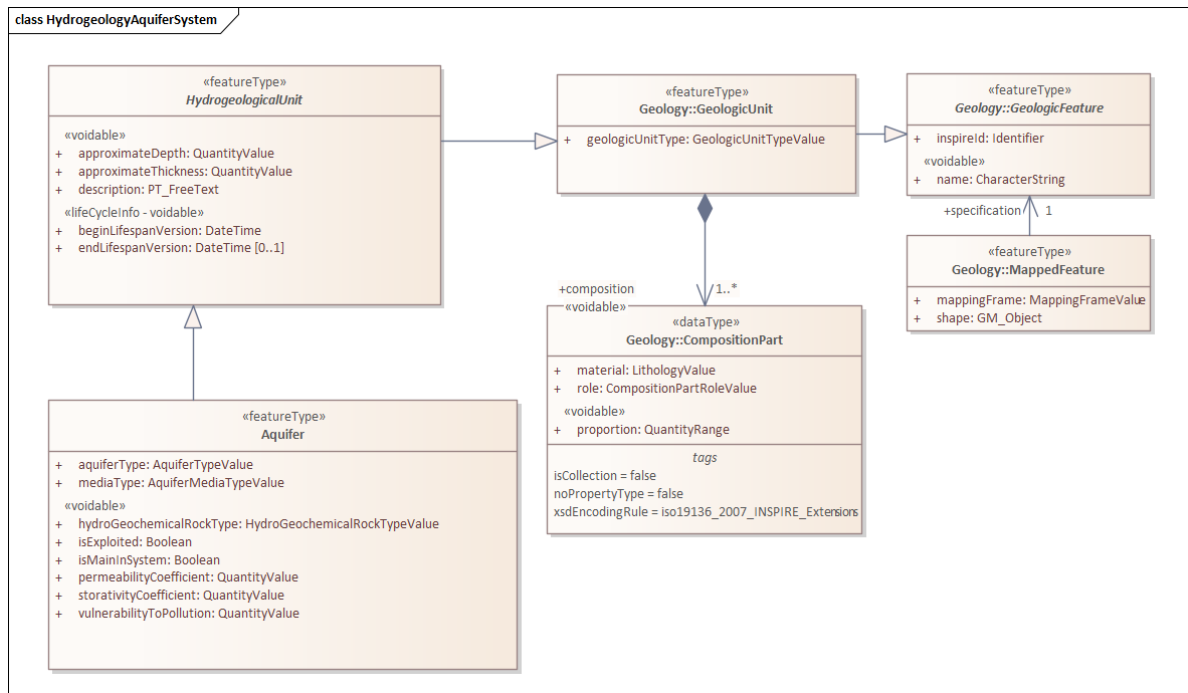 class HydrogeologyAquiferSystem
«featureType»
HydrogeologicalUnit
«voidable»
+ approximateDepth: QuantityValue
+ approximateThickness: QuantityValue
+ description: PT_FreeText
«lifeCycleInfo - voidable»
+ beginLifespanVersion: DateTime
+ endLifespanVersion: DateTime [0..1]
«featureType»
Geology::GeologicUnit
+ geologicUnitType: GeologicUnitTypeValue
«featureType»
Geology::GeologicFeature
+ inspireId: Identifier
«voidable»
+ name: CharacterString
+specification 1
«featureType»
Geology::MappedFeature
+ mappingFrame: MappingFrameValue
+ shape: GM_Object
+composition 1..*
«voidable»
«dataType»
Geology::CompositionPart
+ material: LithologyValue
+ role: CompositionPartRoleValue
«voidable»
+ proportion: QuantityRange
tags
isCollection = false
noPropertyType = false
xsdEncodingRule = iso19136_2007_INSPIRE_Extensions
«featureType»
Aquifer
+ aquiferType: AquiferTypeValue
+ mediaType: AquiferMediaTypeValue
«voidable»
+ hydroGeochemicalRockType: HydroGeochemicalRockTypeValue
+ isExploited: Boolean
+ isMainInSystem: Boolean
+ permeabilityCoefficient: QuantityValue
+ storativityCoefficient: QuantityValue
+ vulnerabilityToPollution: QuantityValue